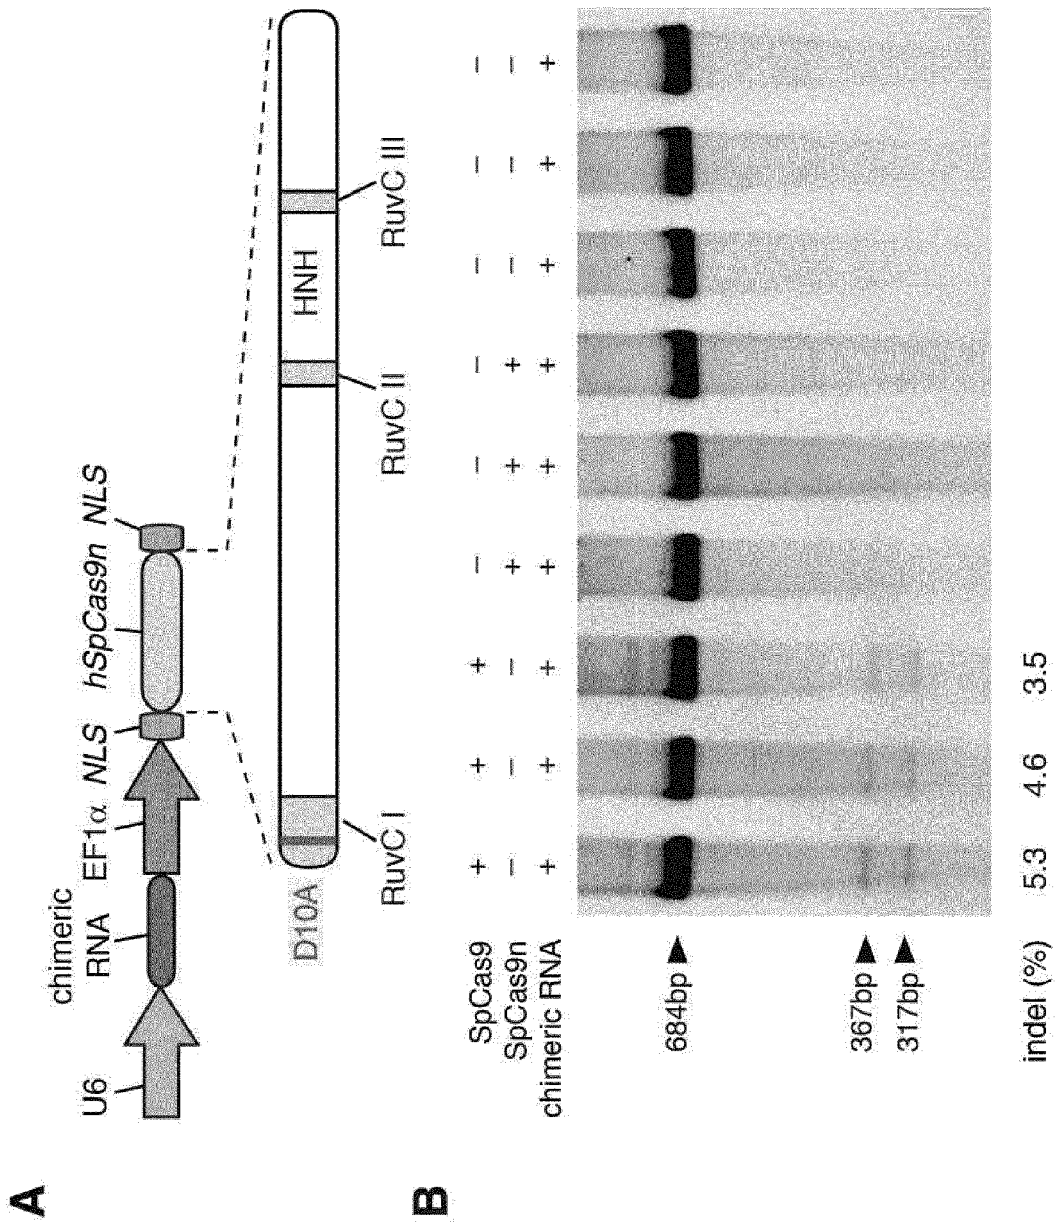 A
chimeric
U6 RNA EF1α NLS hSpCas9n NLS
D10A HNH
RuvC I RuvC II RuvC III
B
SpCas9 + + + – – – – – –
SpCas9n – – – + + + – – –
chimeric RNA + + + + + + + + +
684bp
367bp
317bp
indel (%) 5.3 4.6 3.5